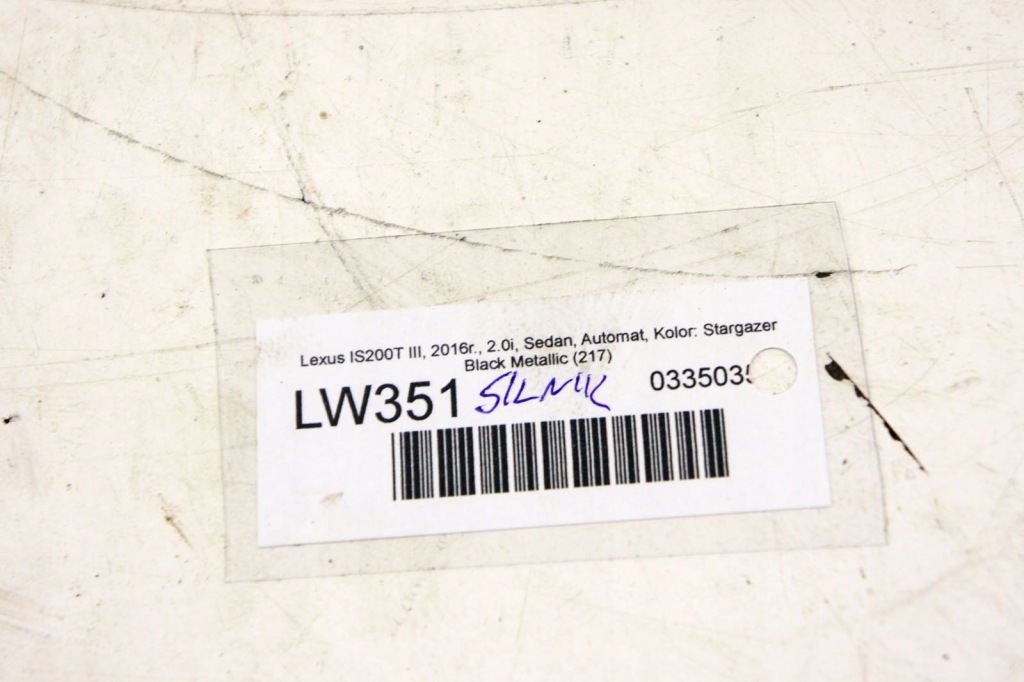 Lexus IS200T III, 2016r., 2.0i, Sedan, Automat, Kolor: Stargazer
Black Metallic (217)
LW351 SILNIK 033503